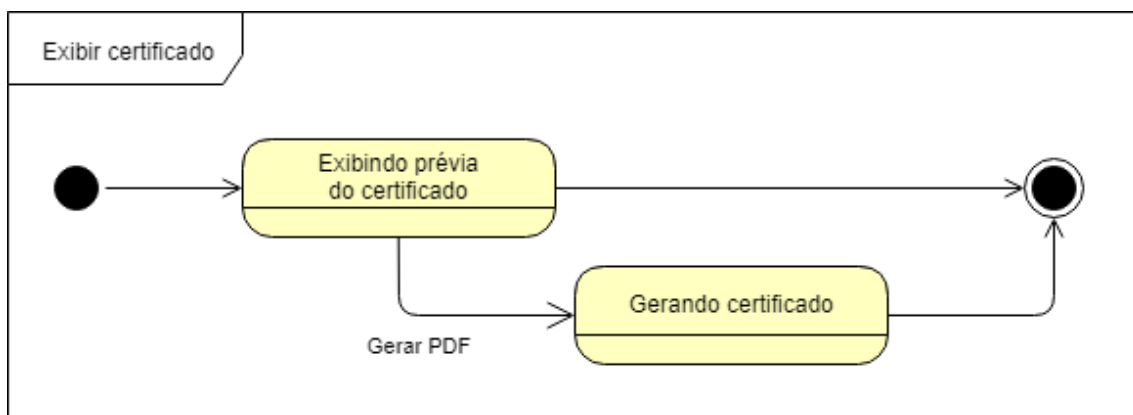 Exibir certificado
Exibindo prévia
do certificado
Gerando certificado
Gerar PDF